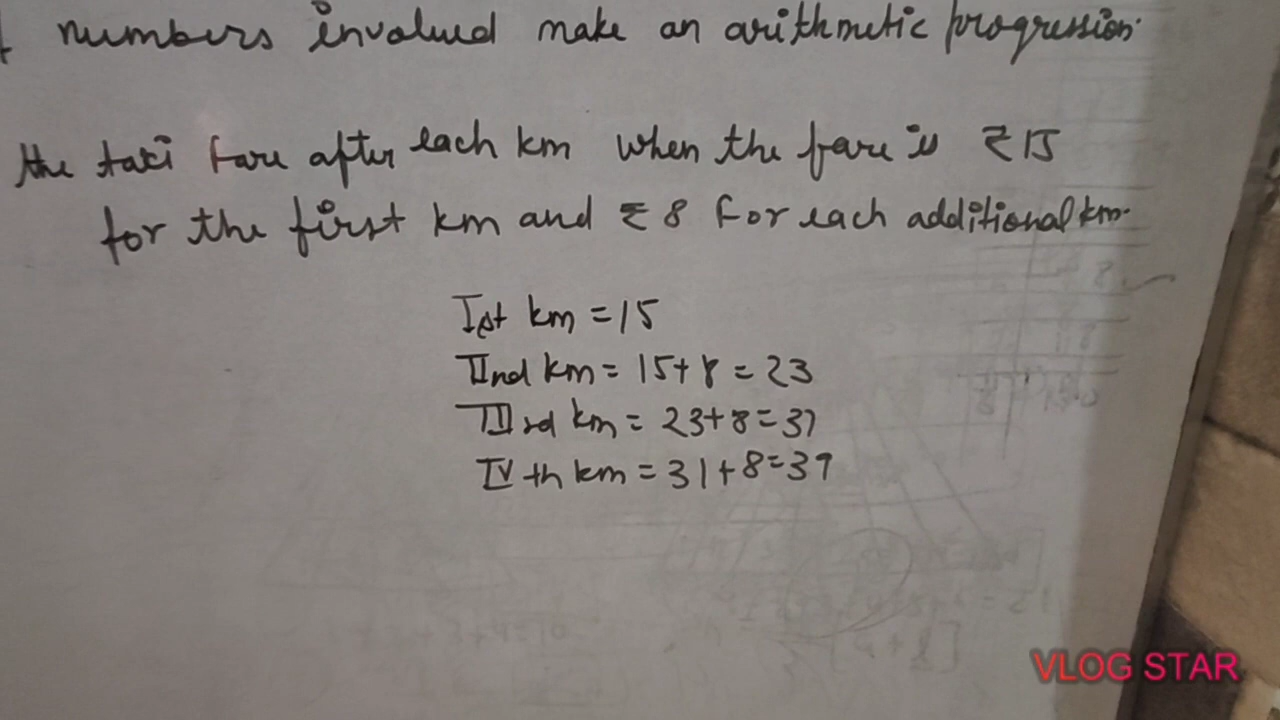 numbers involued make an arithmetic progression.
the taxi fare after each km when the fare is ₹15
for the first km and ₹8 for each additional km.
Ist km = 15
IInd km = 15+8 = 23
IIIrd km = 23+8=31
IVth km = 31+8=39
VLOG STAR